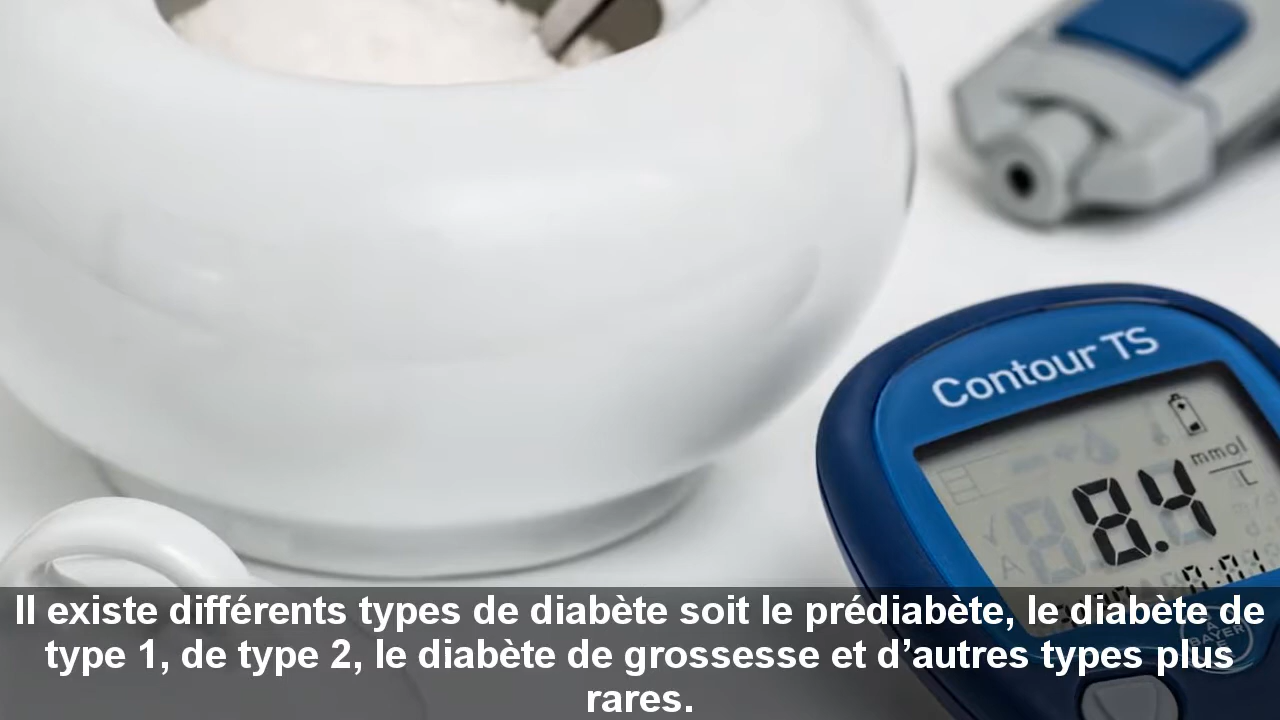 Contour TS
mmol
L
8.4
A
BAYER
Il existe différents types de diabète soit le prédiabète, le diabète de
type 1, de type 2, le diabète de grossesse et d’autres types plus
rares.